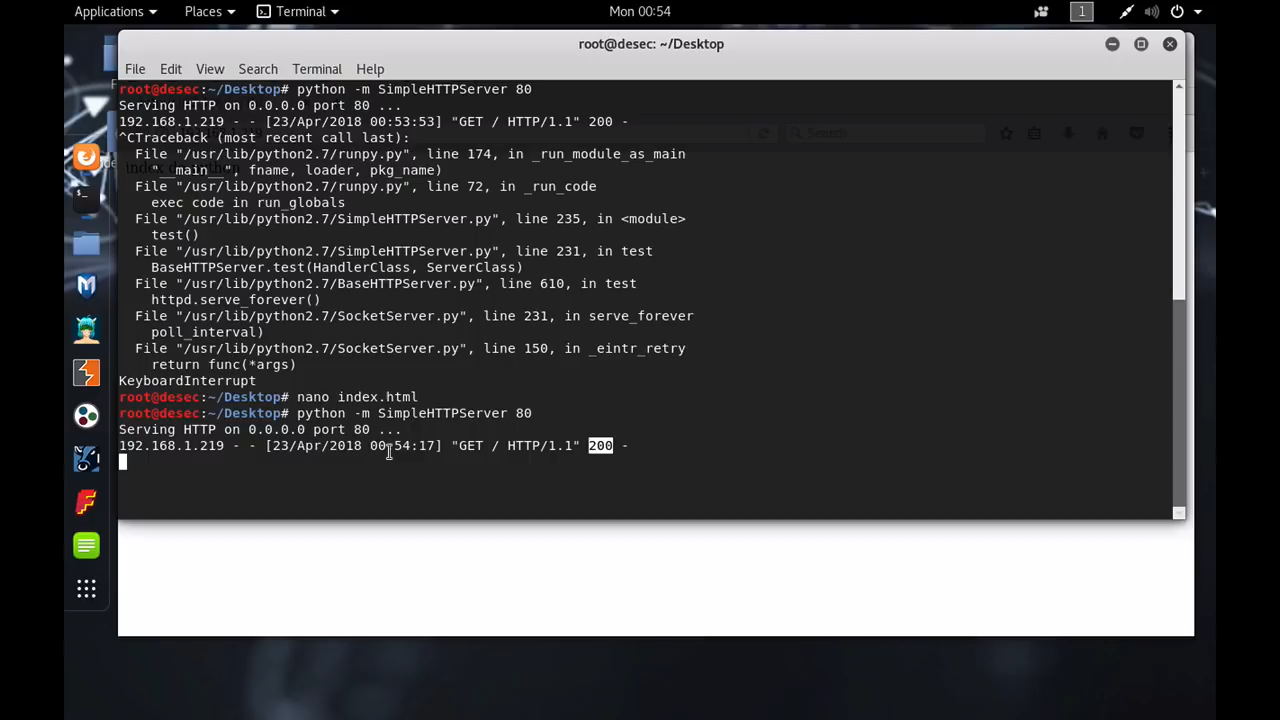 Applications Places Terminal Mon 00:54 1
root@desec: ~/Desktop
File Edit View Search Terminal Help
root@desec:~/Desktop# python -m SimpleHTTPServer 80
Serving HTTP on 0.0.0.0 port 80 ...
192.168.1.219 - - [23/Apr/2018 00:53:53] "GET / HTTP/1.1" 200 -
^CTraceback (most recent call last):
File "/usr/lib/python2.7/runpy.py", line 174, in _run_module_as_main
"__main__", fname, loader, pkg_name)
File "/usr/lib/python2.7/runpy.py", line 72, in _run_code
exec code in run_globals
File "/usr/lib/python2.7/SimpleHTTPServer.py", line 235, in <module>
test()
File "/usr/lib/python2.7/SimpleHTTPServer.py", line 231, in test
BaseHTTPServer.test(HandlerClass, ServerClass)
File "/usr/lib/python2.7/BaseHTTPServer.py", line 610, in test
httpd.serve_forever()
File "/usr/lib/python2.7/SocketServer.py", line 231, in serve_forever
poll_interval)
File "/usr/lib/python2.7/SocketServer.py", line 150, in _eintr_retry
return func(*args)
KeyboardInterrupt
root@desec:~/Desktop# nano index.html
root@desec:~/Desktop# python -m SimpleHTTPServer 80
Serving HTTP on 0.0.0.0 port 80 ...
192.168.1.219 - - [23/Apr/2018 00:54:17] "GET / HTTP/1.1" 200 -
Search